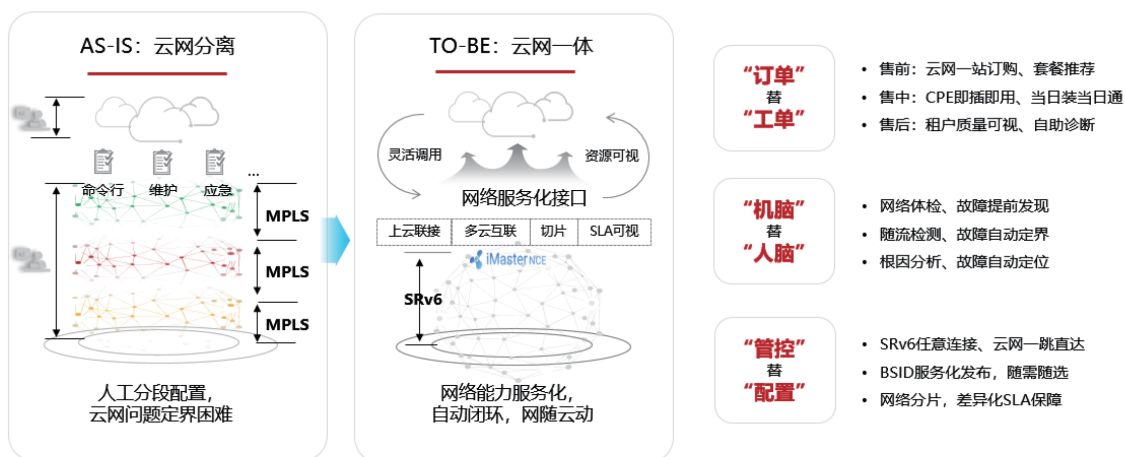 AS-IS：云网分离
命令行
维护
应急
...
MPLS
MPLS
MPLS
人工分段配置，
云网问题定界困难
TO-BE：云网一体
灵活调用
资源可视
网络服务化接口
上云联接
多云互联
切片
SLA可视
iMaster NCE
SRv6
网络能力服务化，
自动闭环，网随云动
“订单”
替
“工单”
• 售前：云网一站订购、套餐推荐
• 售中：CPE即插即用、当日装当日通
• 售后：租户质量可视、自助诊断
“机脑”
替
“人脑”
• 网络体检、故障提前发现
• 随流检测、故障自动定界
• 根因分析、故障自动定位
“管控”
替
“配置”
• SRv6任意连接、云网一跳直达
• BSID服务化发布，随需随选
• 网络分片，差异化SLA保障